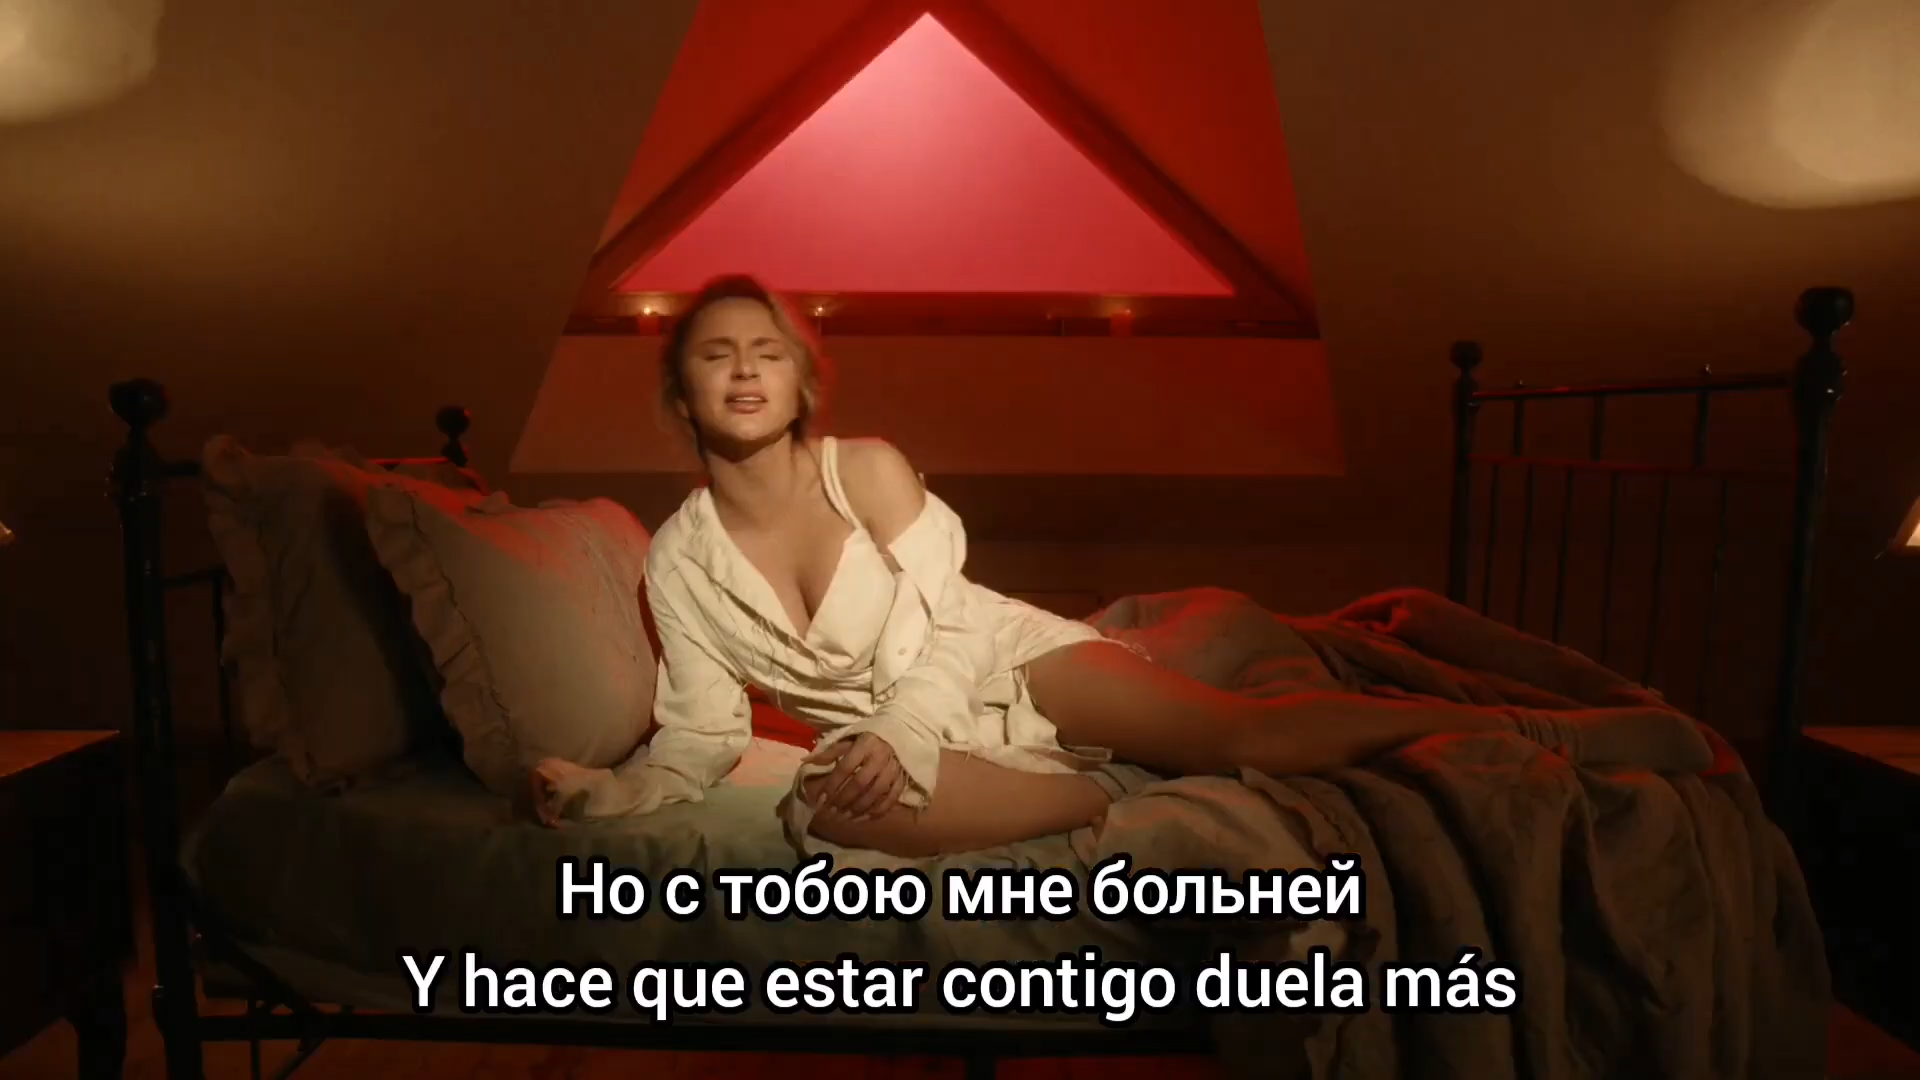 Но с тобою мне больней
Y hace que estar contigo duela más